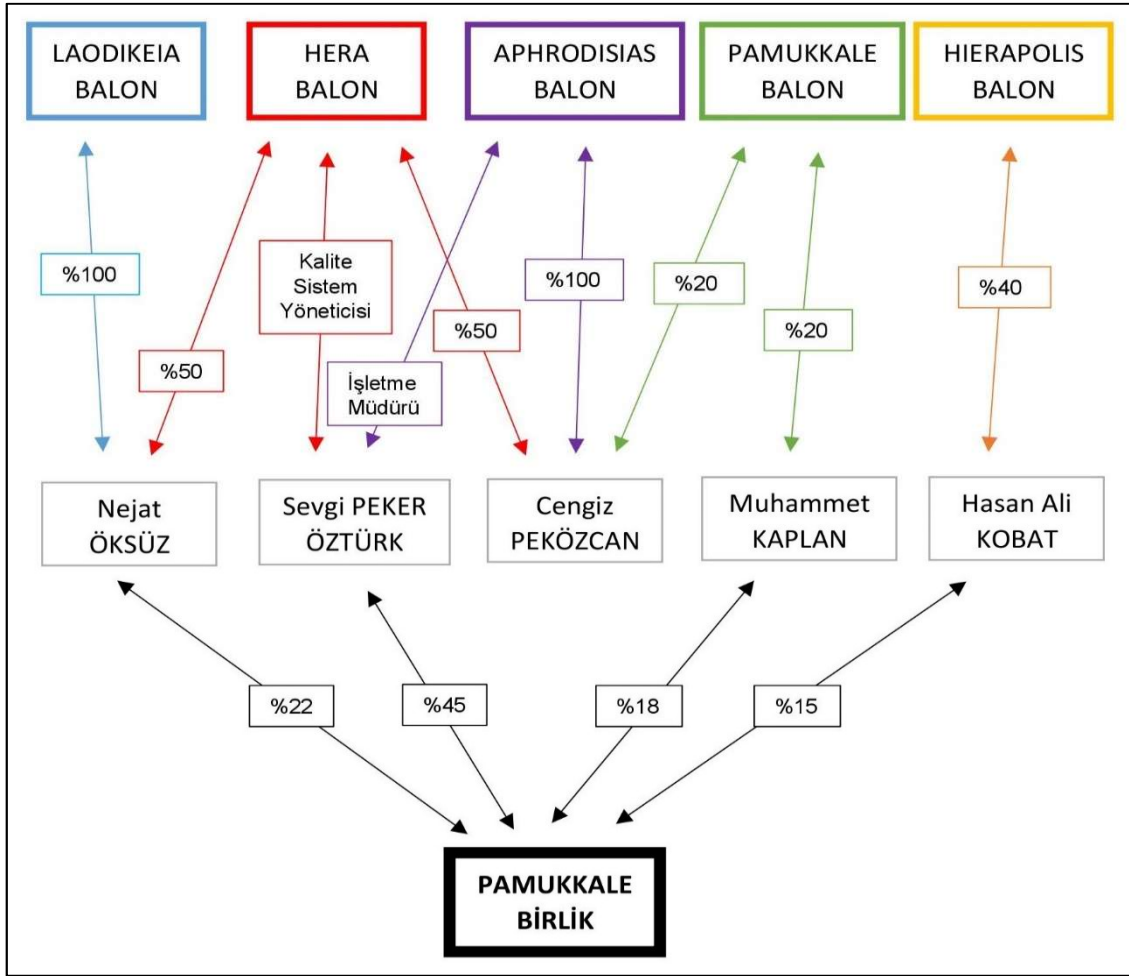 LAODIKEIA
BALON
HERA
BALON
APHRODISIAS
BALON
PAMUKKALE
BALON
HIERAPOLIS
BALON
%100
%50
Kalite
Sistem
Yöneticisi
İşletme
Müdürü
%50
%100
%20
%20
%40
Nejat
ÖKSÜZ
Sevgi PEKER
ÖZTÜRK
Cengiz
PEKÖZCAN
Muhammet
KAPLAN
Hasan Ali
KOBAT
%22
%45
%18
%15
PAMUKKALE
BİRLİK